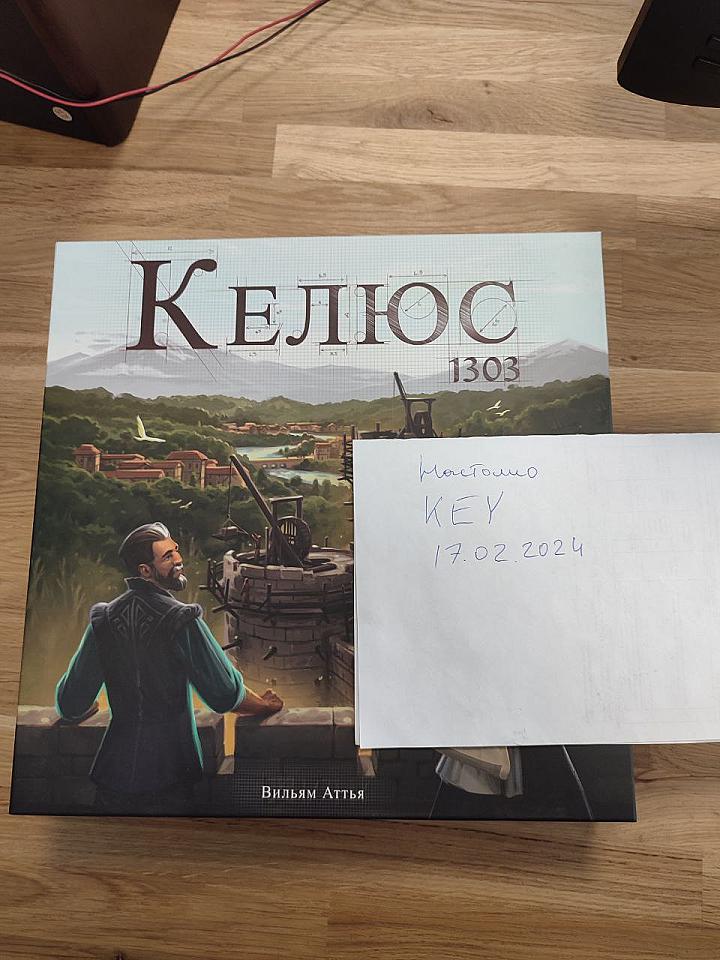 Келюс
1303
Настолио
KEY
17.02.2024
Вильям Аттья